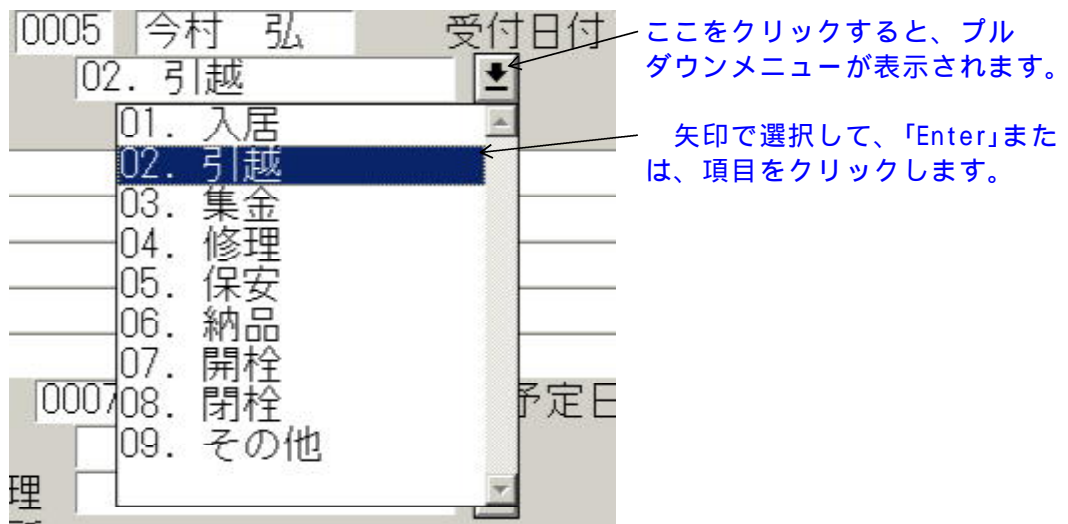 0005 今村　弘 受付日付
02. 引越
01. 入居
02. 引越
03. 集金
04. 修理
05. 保安
06. 納品
07. 開栓
0007
08. 閉栓
予定日
09. その他
理
ここをクリックすると、プル
ダウンメニューが表示されます。
矢印で選択して、「Enter」また
は、項目をクリックします。